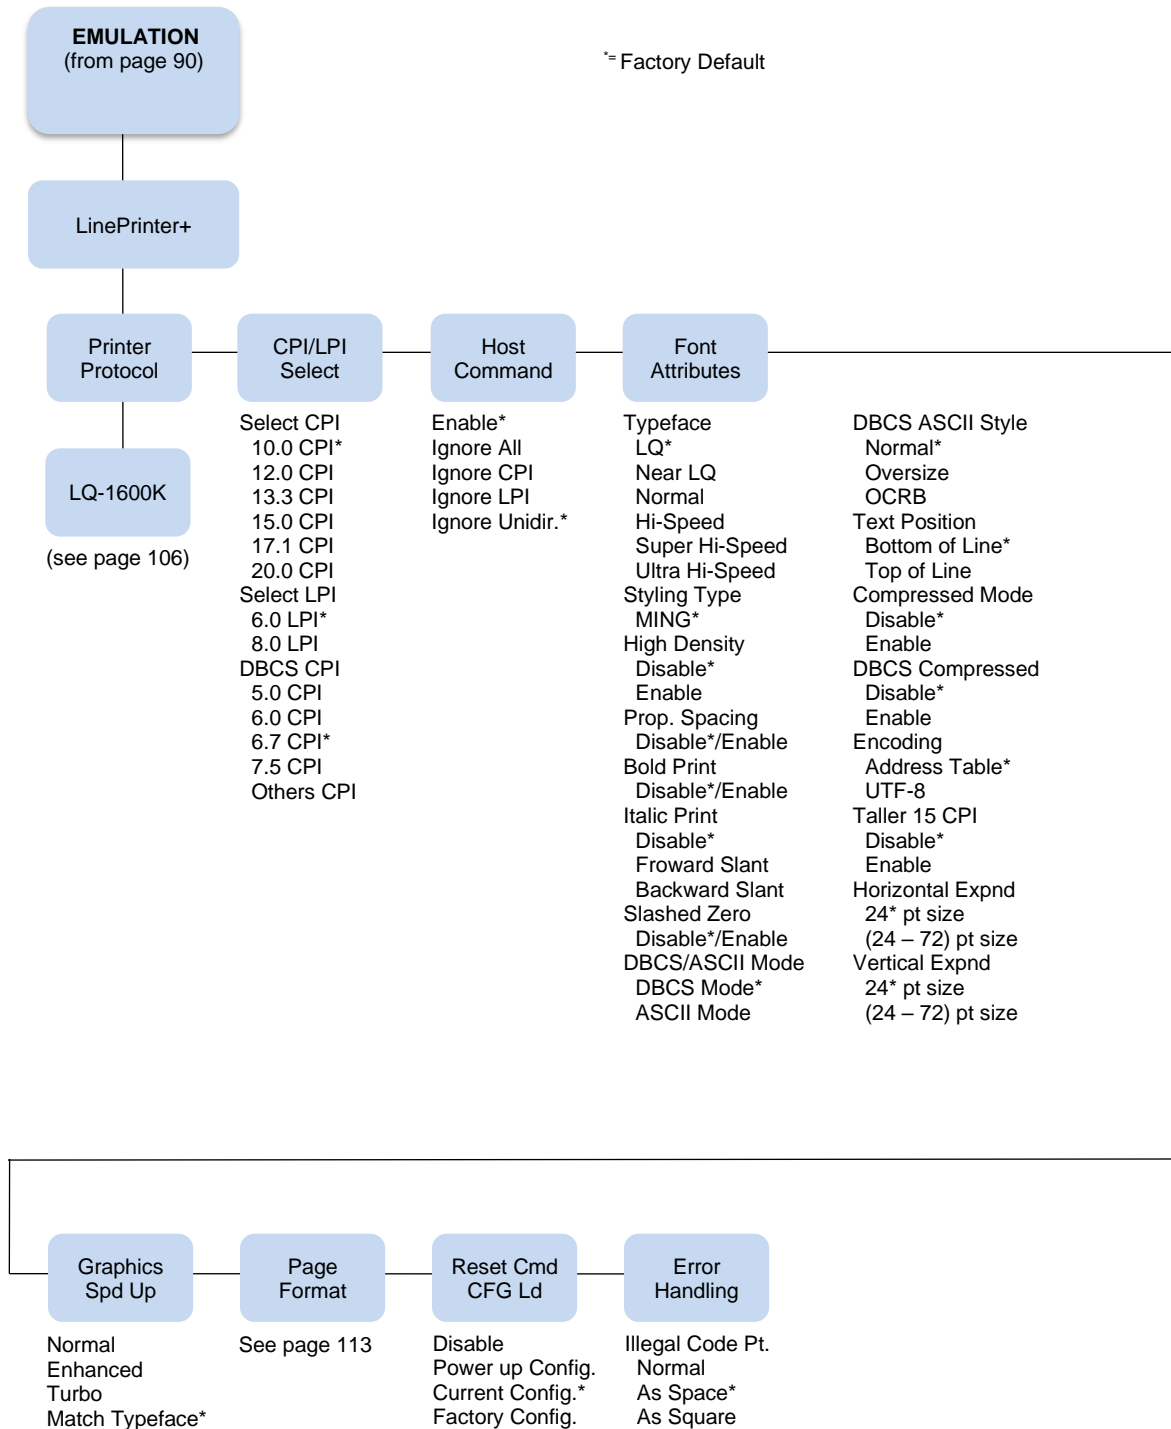 EMULATION
(from page 90)
*= Factory Default
LinePrinter+
Printer
Protocol
CPI/LPI
Select
Host
Command
Font
Attributes
LQ-1600K
(see page 106)
Select CPI
10.0 CPI*
12.0 CPI
13.3 CPI
15.0 CPI
17.1 CPI
20.0 CPI
Select LPI
6.0 LPI*
8.0 LPI
DBCS CPI
5.0 CPI
6.0 CPI
6.7 CPI*
7.5 CPI
Others CPI
Enable*
Ignore All
Ignore CPI
Ignore LPI
Ignore Unidir.*
Typeface
LQ*
Near LQ
Normal
Hi-Speed
Super Hi-Speed
Ultra Hi-Speed
Styling Type
MING*
High Density
Disable*
Enable
Prop. Spacing
Disable*/Enable
Bold Print
Disable*/Enable
Italic Print
Disable*
Froward Slant
Backward Slant
Slashed Zero
Disable*/Enable
DBCS/ASCII Mode
DBCS Mode*
ASCII Mode
DBCS ASCII Style
Normal*
Oversize
OCRB
Text Position
Bottom of Line*
Top of Line
Compressed Mode
Disable*
Enable
DBCS Compressed
Disable*
Enable
Encoding
Address Table*
UTF-8
Taller 15 CPI
Disable*
Enable
Horizontal Expnd
24* pt size
(24 – 72) pt size
Vertical Expnd
24* pt size
(24 – 72) pt size
Graphics
Spd Up
Page
Format
Reset Cmd
CFG Ld
Error
Handling
Normal
Enhanced
Turbo
Match Typeface*
See page 113
Disable
Power up Config.
Current Config.*
Factory Config.
Illegal Code Pt.
Normal
As Space*
As Square